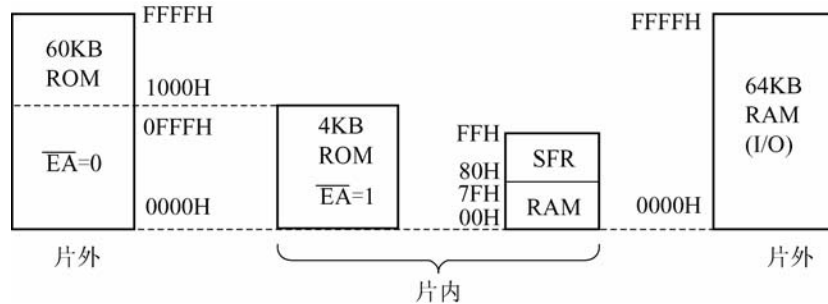 FFFFH
60KB
ROM
1000H
0FFFH
EA=0
0000H
片外
4KB
ROM
EA=1
FFH
80H
7FH
00H
SFR
RAM
片内
FFFFH
0000H
64KB
RAM
(I/O)
片外